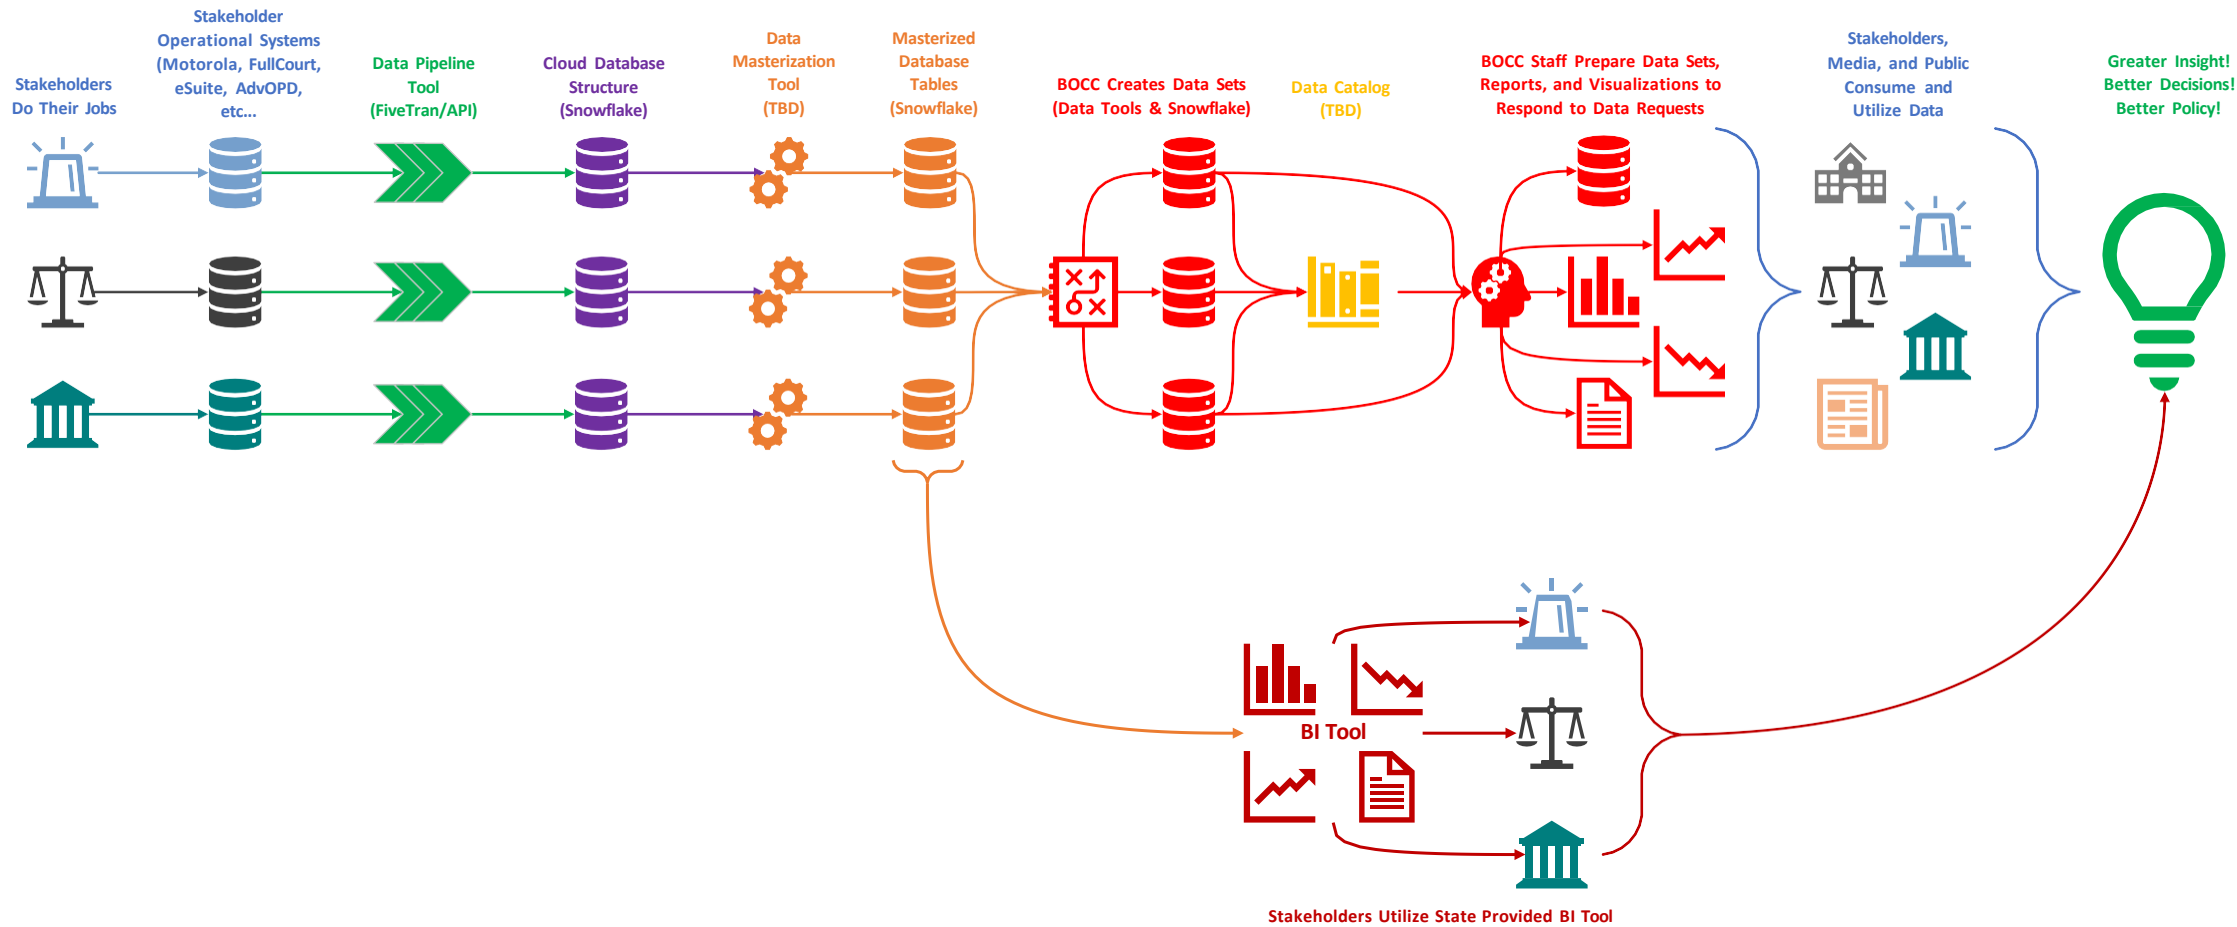 Stakeholders
Do Their Jobs
Stakeholder
Operational Systems
(Motorola, FullCourt,
eSuite, AdvOPD,
etc...
Data Pipeline
Tool
(FiveTran/API)
Cloud Database
Structure
(Snowflake)
Data
Masterization
Tool
(TBD)
Masterized
Database
Tables
(Snowflake)
BOCC Creates Data Sets
(Data Tools & Snowflake)
Data Catalog
(TBD)
BOCC Staff Prepare Data Sets,
Reports, and Visualizations to
Respond to Data Requests
Stakeholders,
Media, and Public
Consume and
Utilize Data
Greater Insight!
Better Decisions!
Better Policy!
BI Tool
Stakeholders Utilize State Provided BI Tool